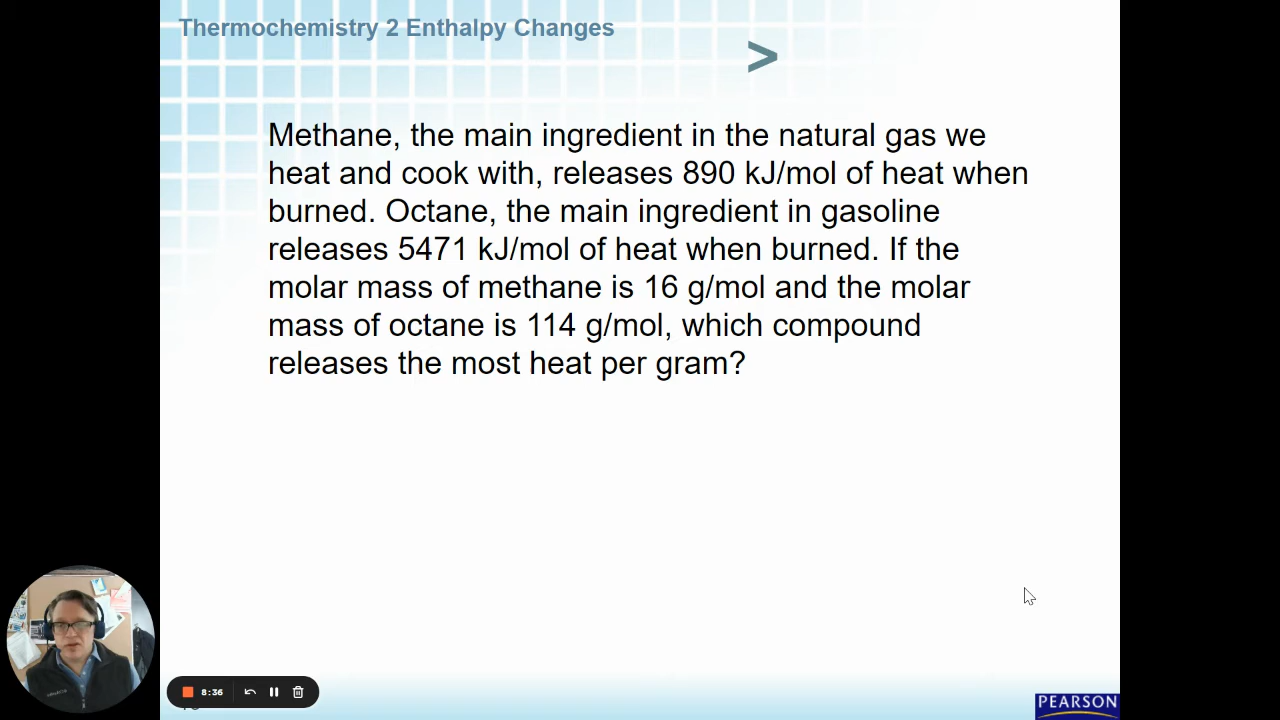 Thermochemistry 2 Enthalpy Changes
>
Methane, the main ingredient in the natural gas we
heat and cook with, releases 890 kJ/mol of heat when
burned. Octane, the main ingredient in gasoline
releases 5471 kJ/mol of heat when burned. If the
molar mass of methane is 16 g/mol and the molar
mass of octane is 114 g/mol, which compound
releases the most heat per gram?
8:36
PEARSON